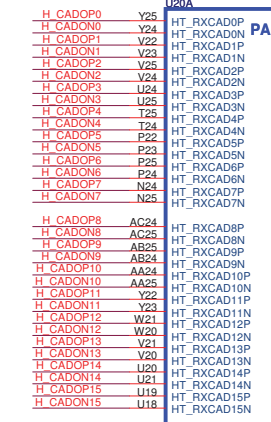 U20A
H_CADOP0 Y25 HT_RXCAD0P PA
H_CADON0 Y24 HT_RXCAD0N
H_CADOP1 V22 HT_RXCAD1P
H_CADON1 V23 HT_RXCAD1N
H_CADOP2 V25 HT_RXCAD2P
H_CADON2 V24 HT_RXCAD2N
H_CADOP3 U24 HT_RXCAD3P
H_CADON3 U25 HT_RXCAD3N
H_CADOP4 T25 HT_RXCAD4P
H_CADON4 T24 HT_RXCAD4N
H_CADOP5 P22 HT_RXCAD5P
H_CADON5 P23 HT_RXCAD5N
H_CADOP6 P25 HT_RXCAD6P
H_CADON6 P24 HT_RXCAD6N
H_CADOP7 N24 HT_RXCAD7P
H_CADON7 N25 HT_RXCAD7N
H_CADOP8 AC24 HT_RXCAD8P
H_CADON8 AC25 HT_RXCAD8N
H_CADOP9 AB25 HT_RXCAD9P
H_CADON9 AB24 HT_RXCAD9N
H_CADOP10 AA24 HT_RXCAD10P
H_CADON10 AA25 HT_RXCAD10N
H_CADOP11 Y22 HT_RXCAD11P
H_CADON11 Y23 HT_RXCAD11N
H_CADOP12 W21 HT_RXCAD12P
H_CADON12 W20 HT_RXCAD12N
H_CADOP13 V21 HT_RXCAD13P
H_CADON13 V20 HT_RXCAD13N
H_CADOP14 U20 HT_RXCAD14P
H_CADON14 U21 HT_RXCAD14N
H_CADOP15 U19 HT_RXCAD15P
H_CADON15 U18 HT_RXCAD15N